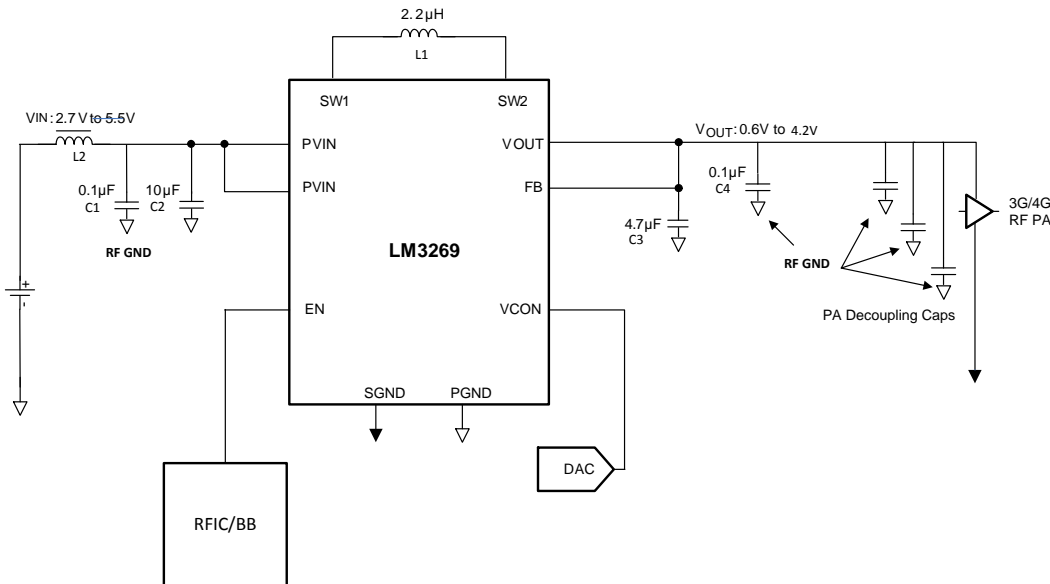 2.2µH
L1
SW1
SW2
VIN: 2.7 V to 5.5V
L2
PVIN
VOUT
VOUT: 0.6V to 4.2V
PVIN
FB
0.1µF
C1
10µF
C2
0.1µF
C4
4.7µF
C3
3G/4G
RF PA
RF GND
LM3269
RF GND
+
-
EN
VCON
PA Decoupling Caps
SGND
PGND
DAC
RFIC/BB